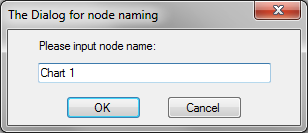 The Dialog for node naming
Please input node name:
Chart 1
OK
Cancel